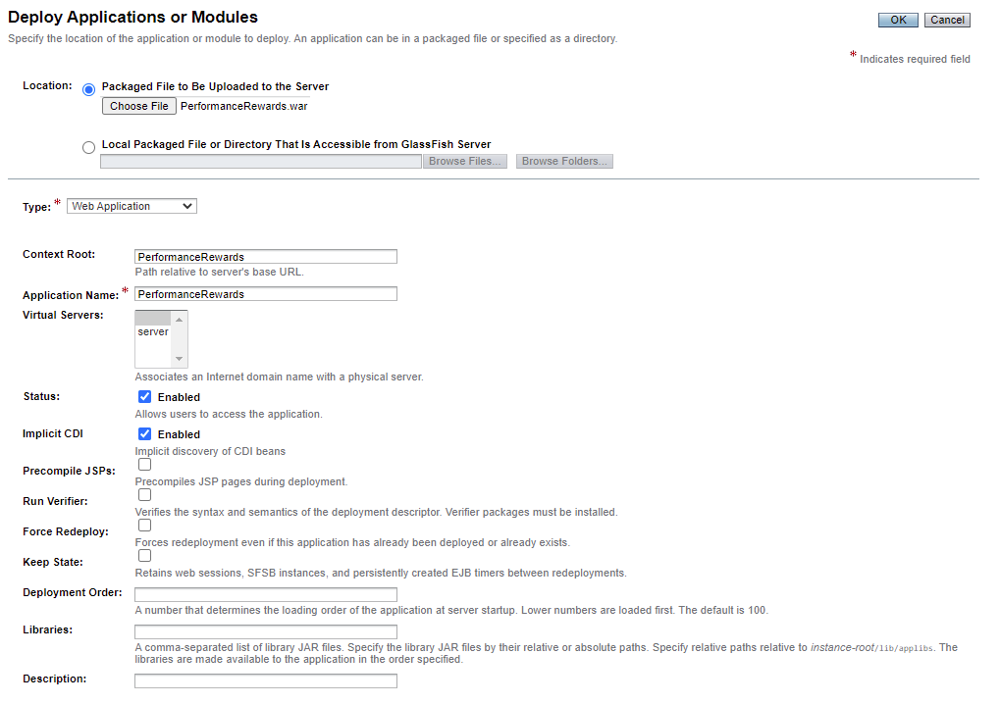 Deploy Applications or Modules
OK Cancel
Specify the location of the application or module to deploy. An application can be in a packaged file or specified as a directory.
* Indicates required field
Location: Packaged File to Be Uploaded to the Server
Choose File PerformanceRewards.war
Local Packaged File or Directory That Is Accessible from GlassFish Server
Browse Files... Browse Folders...
Type: * Web Application
Context Root: PerformanceRewards
Path relative to server's base URL.
Application Name: * PerformanceRewards
Virtual Servers:
server
Associates an Internet domain name with a physical server.
Status: Enabled
Allows users to access the application.
Implicit CDI Enabled
Implicit discovery of CDI beans
Precompile JSPs:
Precompiles JSP pages during deployment.
Run Verifier:
Verifies the syntax and semantics of the deployment descriptor. Verifier packages must be installed.
Force Redeploy:
Forces redeployment even if this application has already been deployed or already exists.
Keep State:
Retains web sessions, SFSB instances, and persistently created EJB timers between redeployments.
Deployment Order:
A number that determines the loading order of the application at server startup. Lower numbers are loaded first. The default is 100.
Libraries:
A comma-separated list of library JAR files. Specify the library JAR files by their relative or absolute paths. Specify relative paths relative to instance-root/lib/applibs. The
libraries are made available to the application in the order specified.
Description: